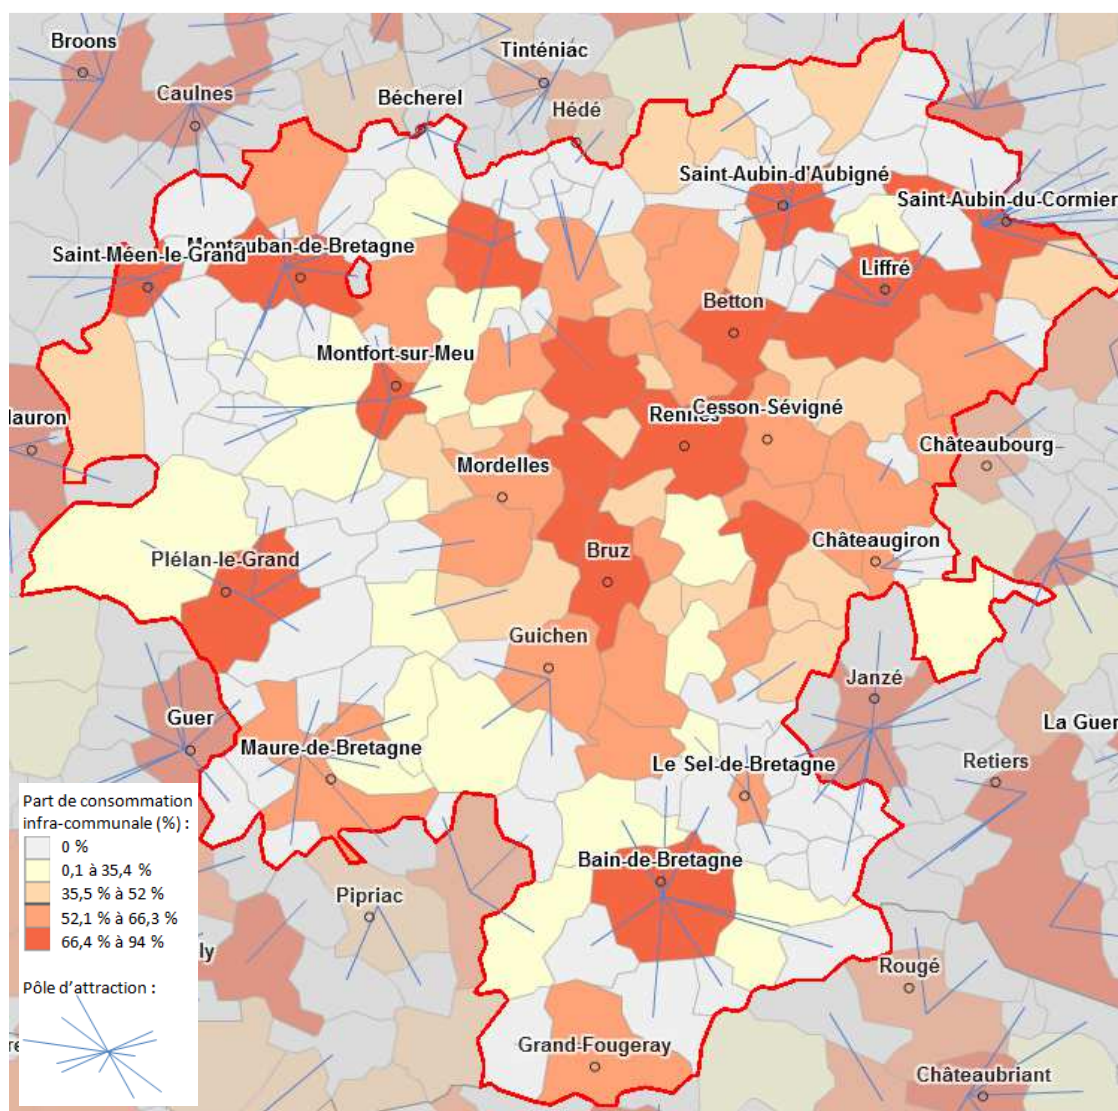 Broons
Tinténiac
Caulnes
Bécherel
Hédé
Saint-Aubin-d'Aubigné
Saint-Aubin-du-Cormier
Saint-Méen-le-Grand
Montauban-de-Bretagne
Liffré
Betton
Montfort-sur-Meu
Rennes
Cesson-Sévigné
Mauron
Châteaubourg
Mordelles
Châteaugiron
Bruz
Plélan-le-Grand
Guichen
Janzé
Guer
La Guer
Maure-de-Bretagne
Le Sel-de-Bretagne
Retiers
Part de consommation
infra-communale (%) :
0 %
0,1 à 35,4 %
35,5 % à 52 %
52,1 % à 66,3 %
66,4 % à 94 %
Bain-de-Bretagne
Pipriac
ly
Rougé
Pôle d'attraction :
Grand-Fougeray
Châteaubriant